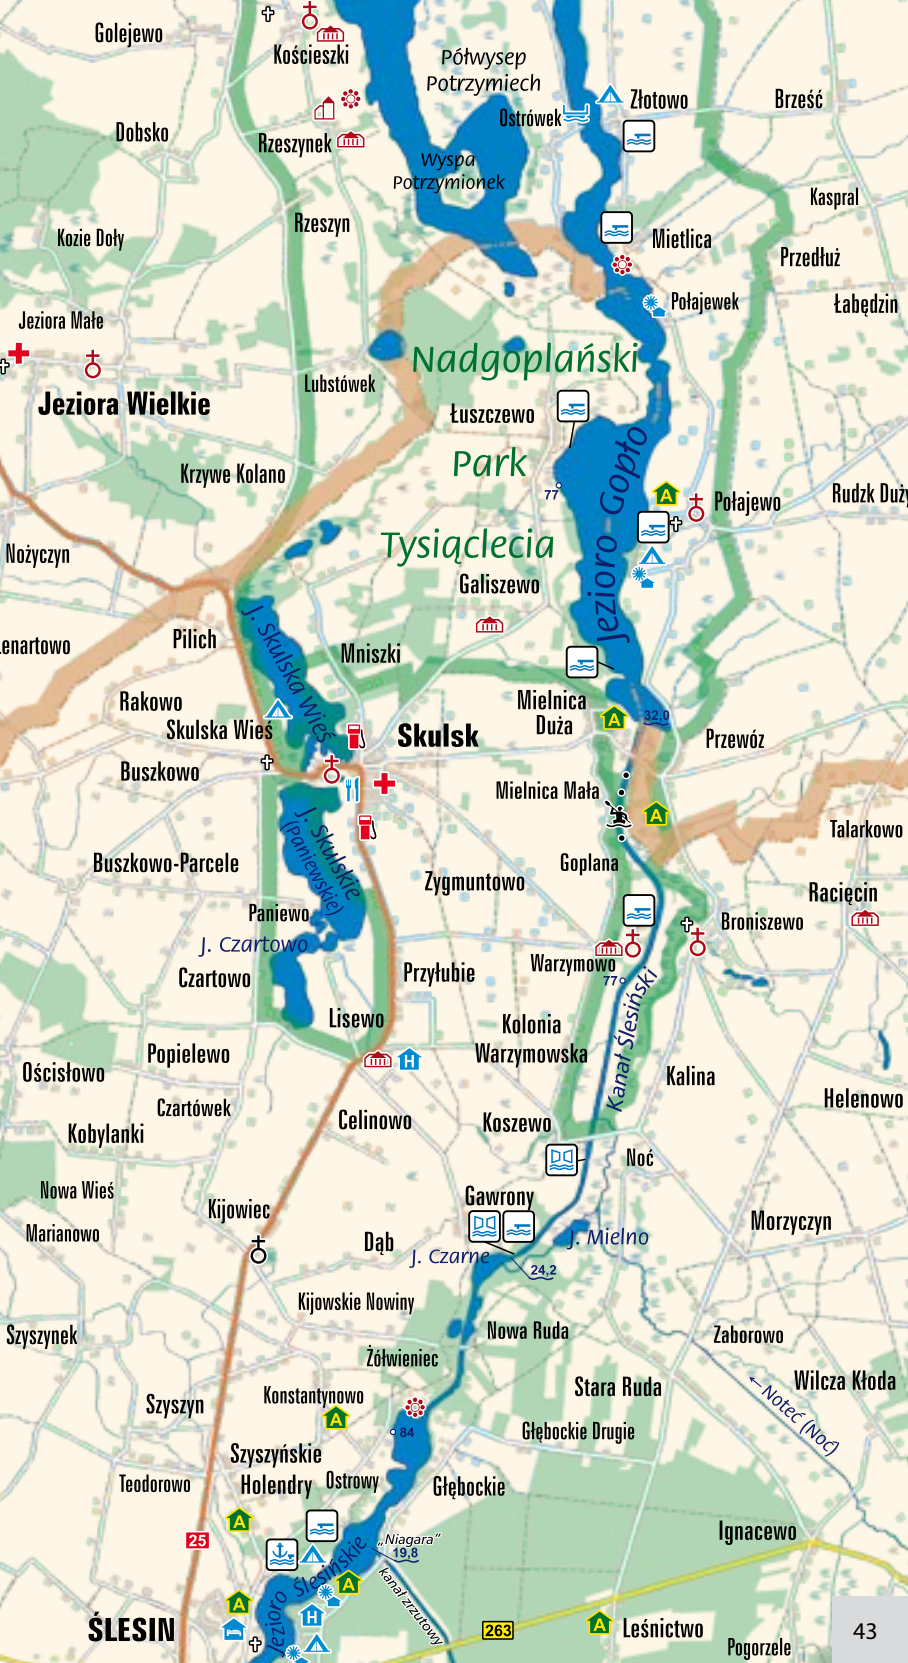 Golejewo
Kościeszki
Półwysep
Potrzymiech
Ostrówek
Złotowo
Brześć
Dobsko
Rzeszynek
Wyspa
Potrzymionek
Kaspral
Rzeszyn
Kozie Doły
Mietlica
Przedłuż
Jeziora Małe
Połajewek
Łabędzin
Nadgoplański
Lubstówek
Jeziora Wielkie
Łuszczewo
Park
Krzywe Kolano
77
Jezioro Gopło
Połajewo
Rudzk Duży
Nożyczyn
Tysiąclecia
Galiszewo
J. Skulska Wieś
Pilich
Lenartowo
Mniszki
Rakowo
Mielnica
Duża
32,0
Skulska Wieś
Skulsk
Przewóz
Buszkowo
Mielnica Mała
J. Skulskie
(Paniewskie)
Talarkowo
Buszkowo-Parcele
Goplana
Zygmuntowo
Racięcin
Paniewo
Broniszewo
J. Czartowo
Warzymowo
Czartowo
Przyłubie
77
Kanał Ślesiński
Lisewo
Kolonia
Warzymowska
Popielewo
Ościsłowo
Kalina
Czartówek
Helenowo
Celinowo
Koszewo
Kobylanki
Noć
Nowa Wieś
Gawrony
Kijowiec
Morzyczyn
Marianowo
Dąb
J. Mielno
J. Czarne
24,2
Kijowskie Nowiny
Nowa Ruda
Szyszynek
Zaborowo
Żółwieniec
Wilcza Kłoda
Stara Ruda
Konstantynowo
← Noteć (Noć)
Szyszyn
84
Głębockie Drugie
Szyszyńskie
Holendry
Ostrowy
Teodorowo
Głębockie
Ignacewo
25
„Niagara”
19,8
Jezioro Ślesińskie
kanał zrzutowy
ŚLESIN
263
Leśnictwo
43
Pogorzele